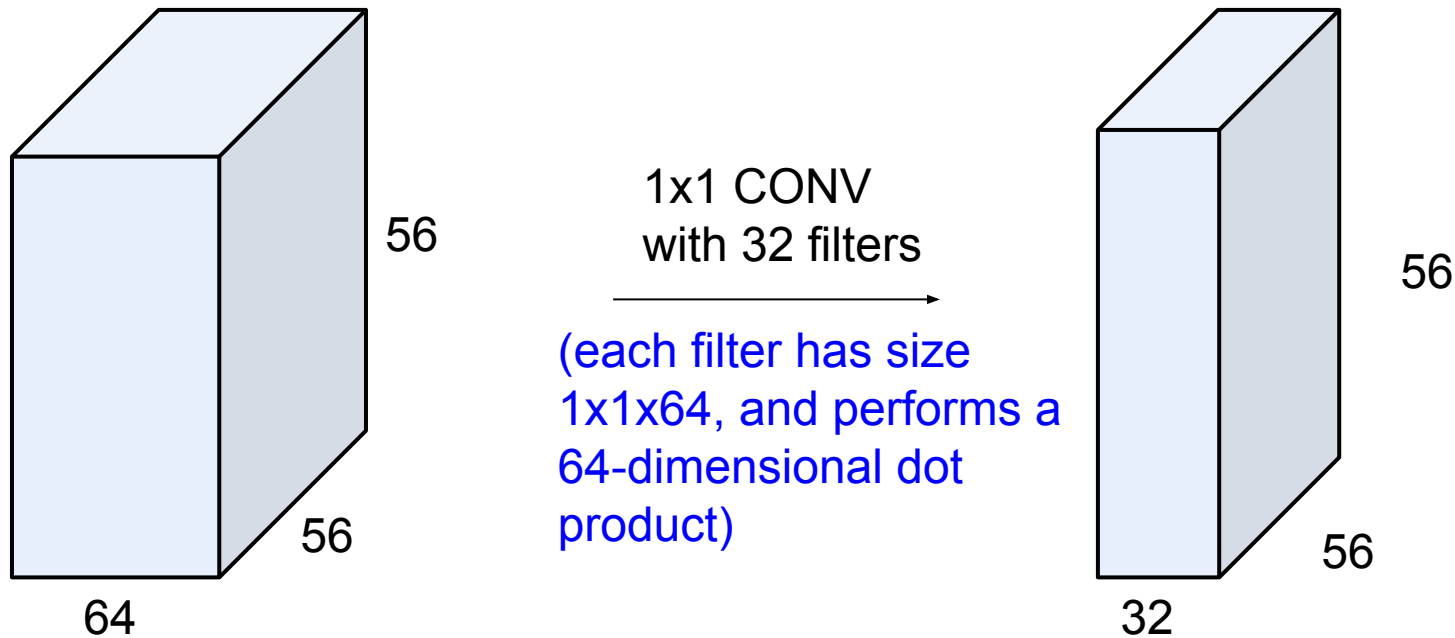 56
56
64
1x1 CONV
with 32 filters
(each filter has size
1x1x64, and performs a
64-dimensional dot
product)
56
56
32